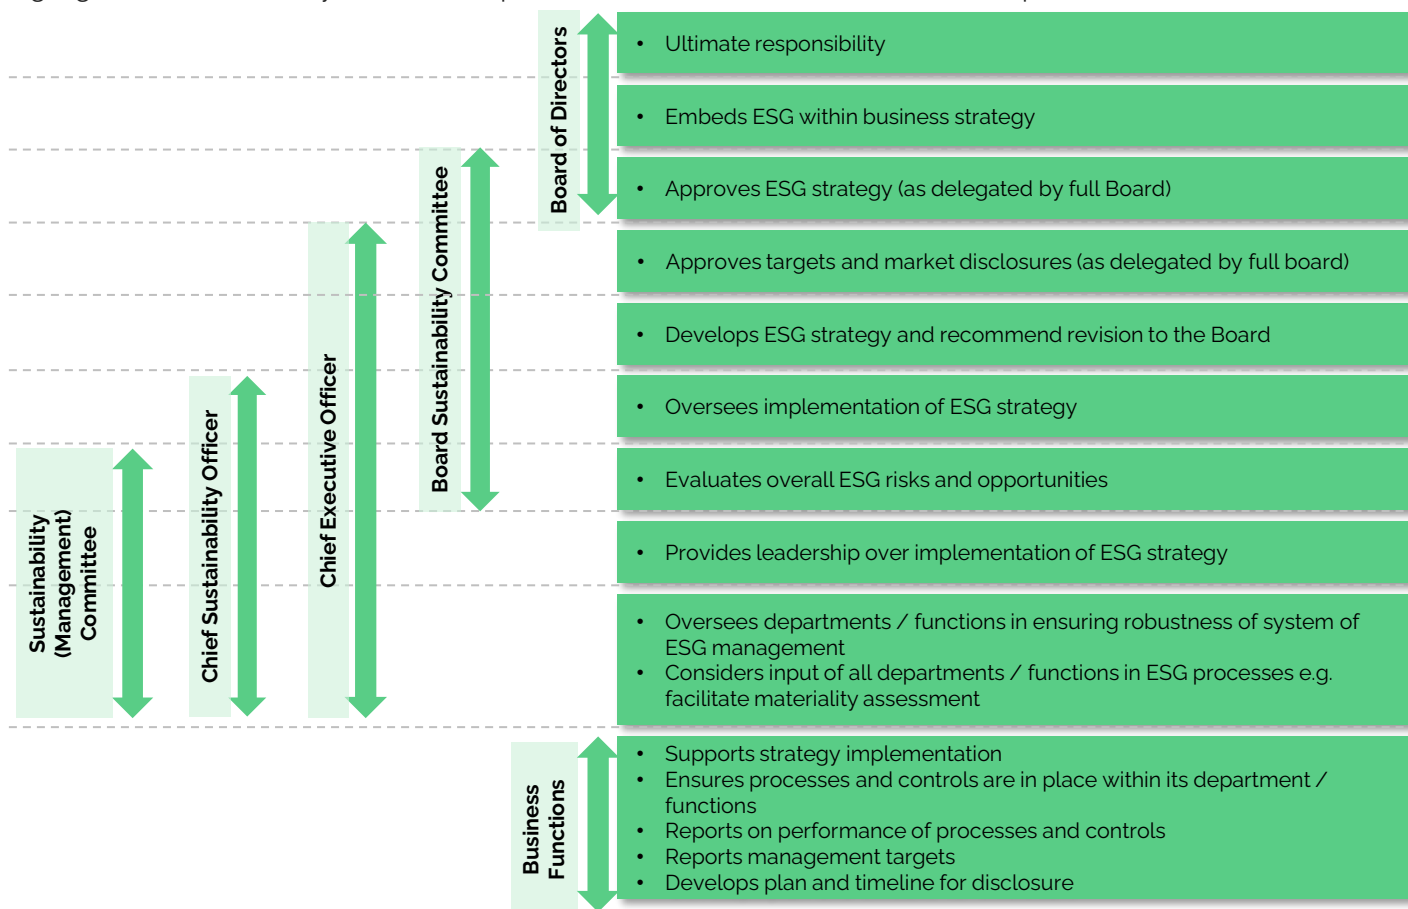 Board of Directors
Board Sustainability Committee
Chief Executive Officer
Chief Sustainability Officer
Sustainability
(Management)
Committee
Business
Functions
• Ultimate responsibility
• Embeds ESG within business strategy
• Approves ESG strategy (as delegated by full Board)
• Approves targets and market disclosures (as delegated by full board)
• Develops ESG strategy and recommend revision to the Board
• Oversees implementation of ESG strategy
• Evaluates overall ESG risks and opportunities
• Provides leadership over implementation of ESG strategy
• Oversees departments / functions in ensuring robustness of system of
ESG management
• Considers input of all departments / functions in ESG processes e.g.
facilitate materiality assessment
• Supports strategy implementation
• Ensures processes and controls are in place within its department /
functions
• Reports on performance of processes and controls
• Reports management targets
• Develops plan and timeline for disclosure